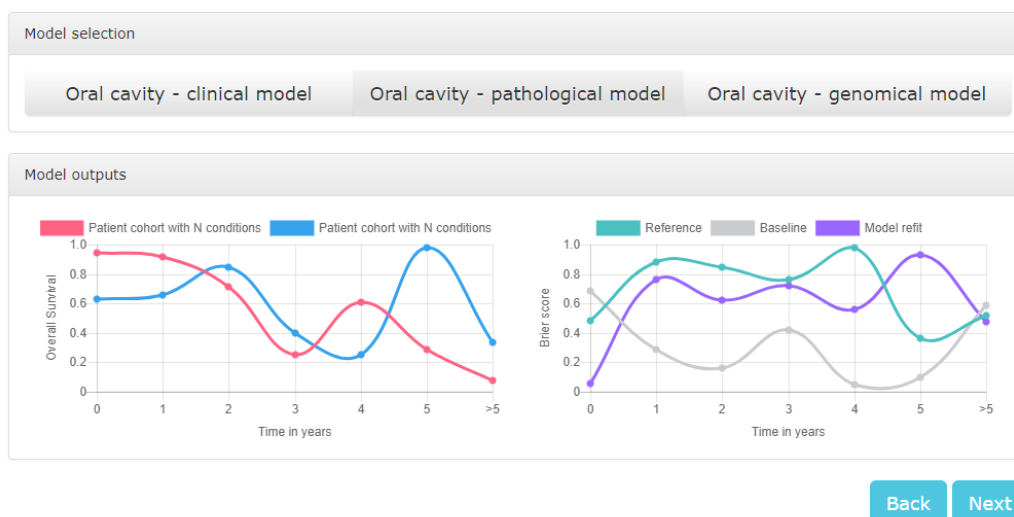 Model selection
Oral cavity - clinical model
Oral cavity - pathological model
Oral cavity - genomical model
Model outputs
Patient cohort with N conditions
Patient cohort with N conditions
Overall Survival
1.0
0.8
0.6
0.4
0.2
0
0 1 2 3 4 5 >5
Time in years
Reference
Baseline
Model refit
Brier score
1.0
0.8
0.6
0.4
0.2
0
0 1 2 3 4 5 >5
Time in years
Back
Next